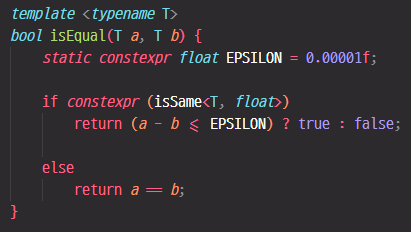 template <typename T>
bool isEqual(T a, T b) {
    static constexpr float EPSILON = 0.00001f;

    if constexpr (isSame<T, float>)
        return (a - b <= EPSILON) ? true : false;

    else
        return a == b;
}